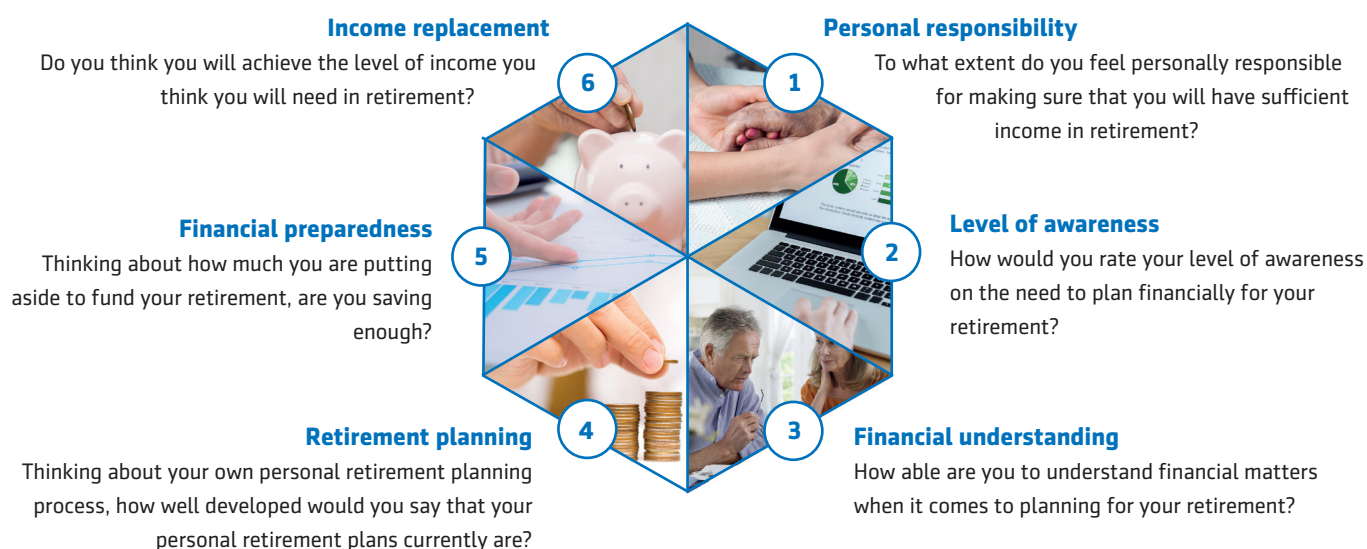 Personal responsibility
To what extent do you feel personally responsible
for making sure that you will have sufficient
income in retirement?
1
Level of awareness
How would you rate your level of awareness
on the need to plan financially for your
retirement?
2
Financial understanding
How able are you to understand financial matters
when it comes to planning for your retirement?
3
Retirement planning
Thinking about your own personal retirement planning
process, how well developed would you say that your
personal retirement plans currently are?
4
Financial preparedness
Thinking about how much you are putting
aside to fund your retirement, are you saving
enough?
5
Income replacement
Do you think you will achieve the level of income you
think you will need in retirement?
6